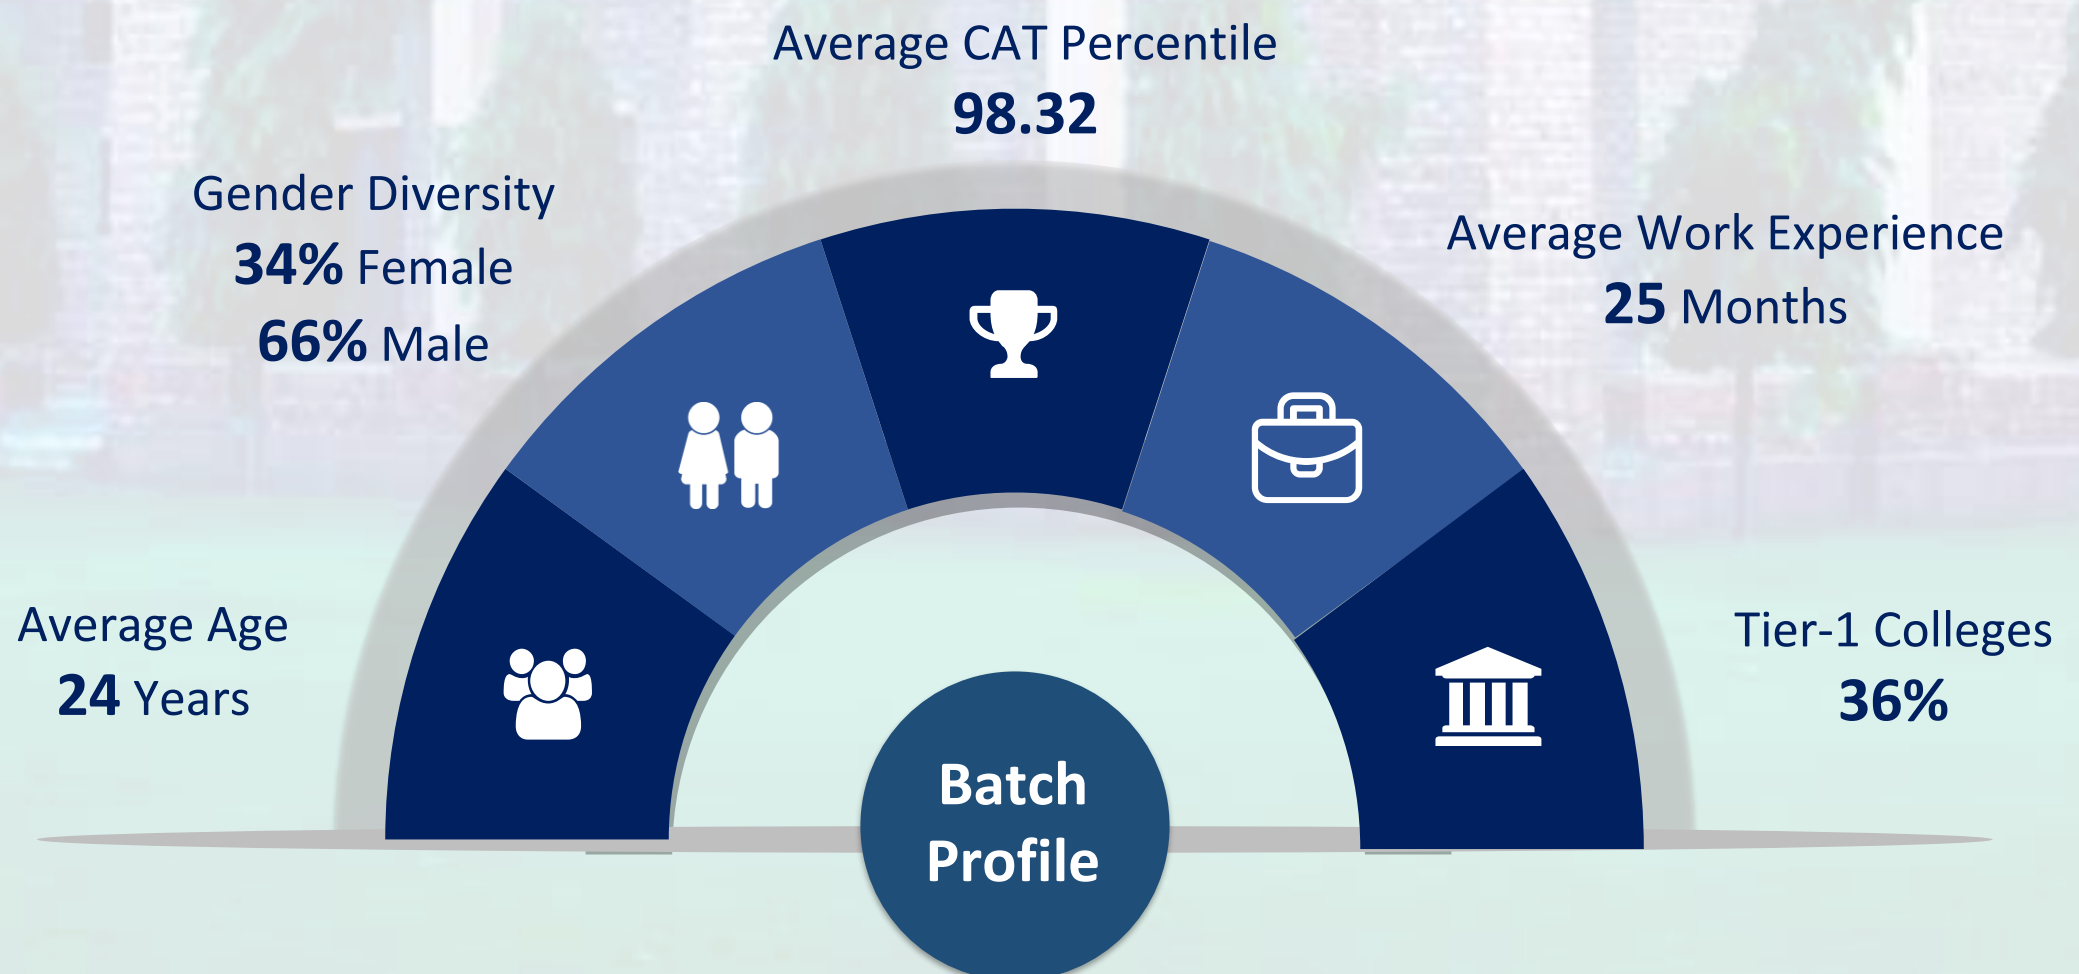 Average CAT Percentile
98.32
Gender Diversity
34% Female
66% Male
Average Work Experience
25 Months
Average Age
24 Years
Tier-1 Colleges
36%
Batch
Profile